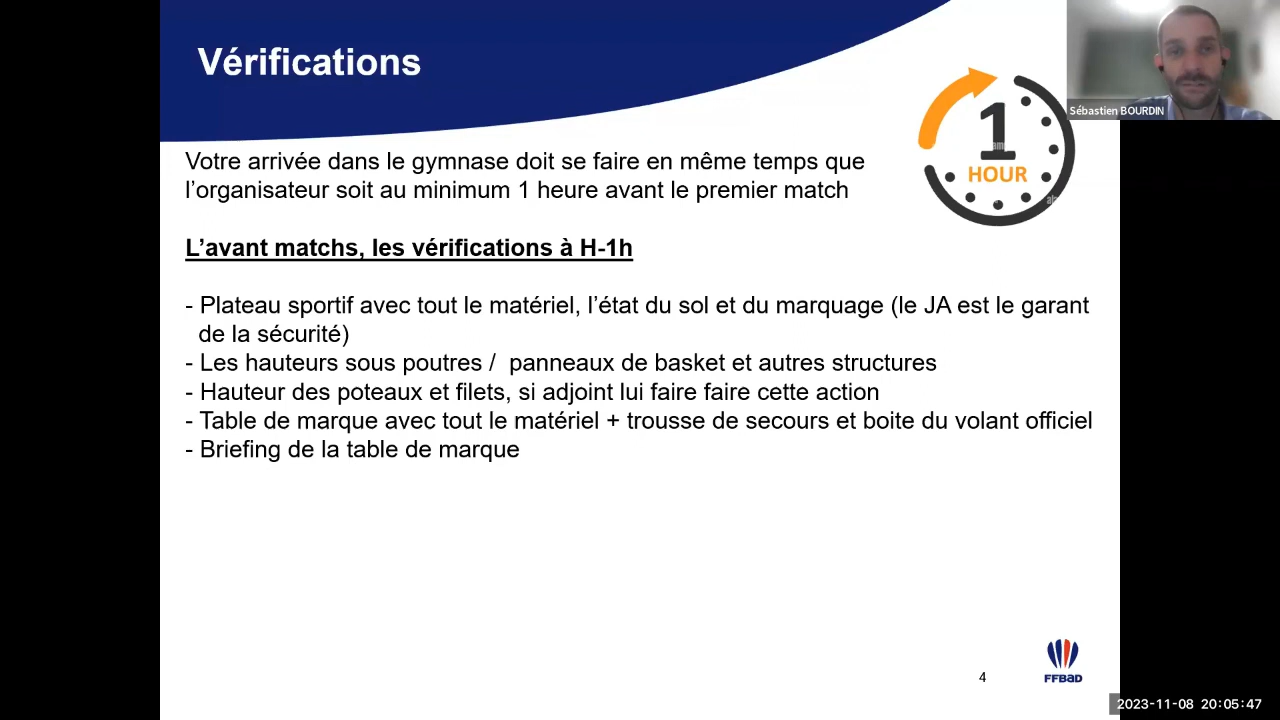 Vérifications
Sébastien BOURDIN
1
HOUR
Votre arrivée dans le gymnase doit se faire en même temps que
l'organisateur soit au minimum 1 heure avant le premier match
L'avant matchs, les vérifications à H-1h
- Plateau sportif avec tout le matériel, l'état du sol et du marquage (le JA est le garant
de la sécurité)
- Les hauteurs sous poutres /  panneaux de basket et autres structures
- Hauteur des poteaux et filets, si adjoint lui faire faire cette action
- Table de marque avec tout le matériel + trousse de secours et boite du volant officiel
- Briefing de la table de marque
4
FFBaD
2023-11-08 20:05:47